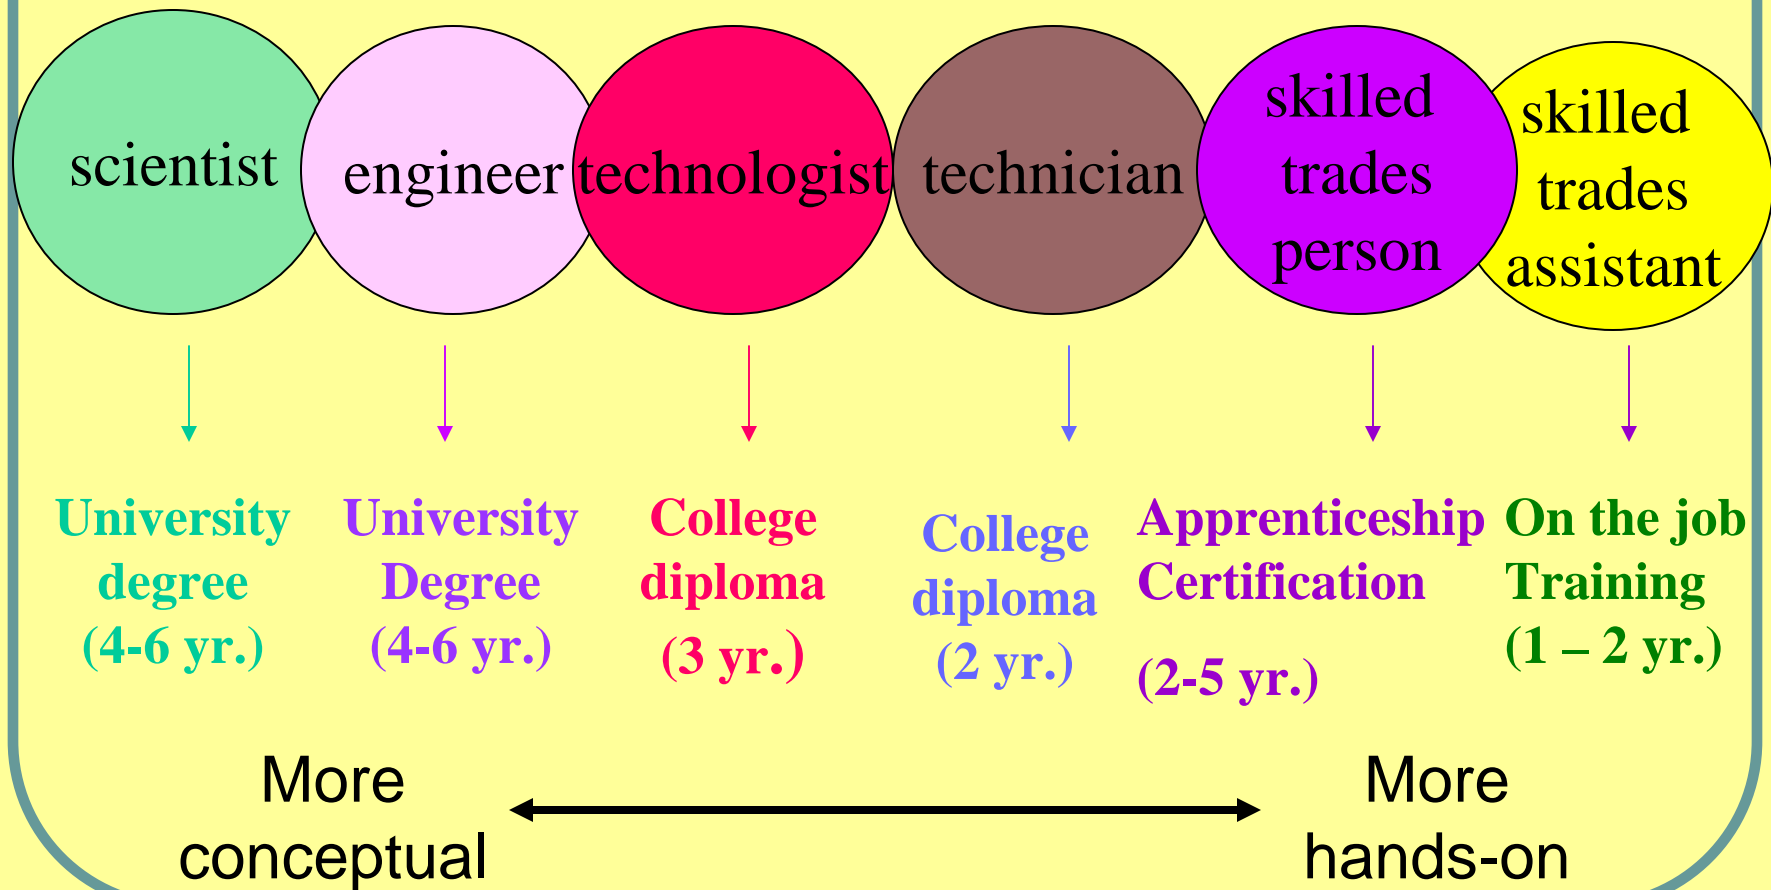 scientist
engineer
technologist
technician
skilled
trades
person
skilled
trades
assistant
University
degree
(4-6 yr.)
University
Degree
(4-6 yr.)
College
diploma
(3 yr.)
College
diploma
(2 yr.)
Apprenticeship
Certification
(2-5 yr.)
On the job
Training
(1 – 2 yr.)
More
conceptual
More
hands-on